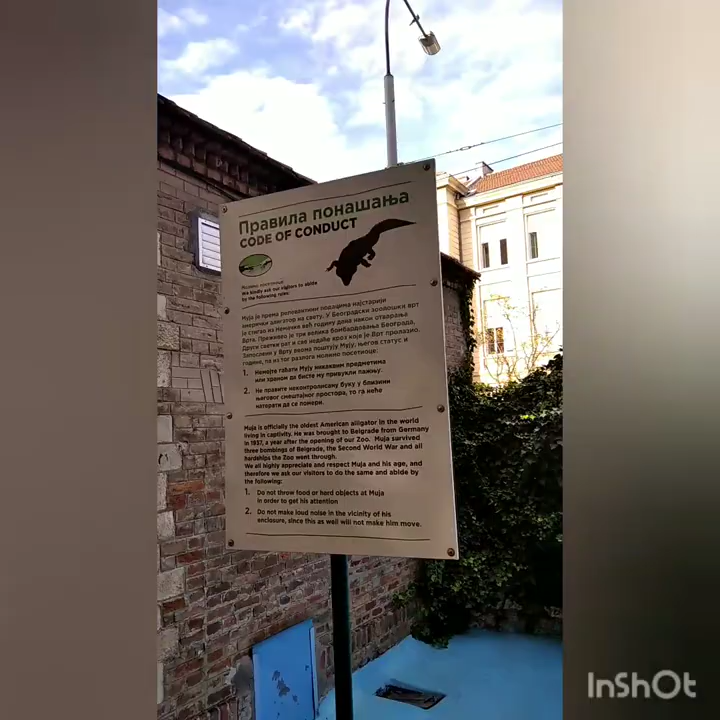 Правила понашања
CODE OF CONDUCT
Молимо посетиоце
We kindly ask our visitors to abide
by the following rules:
Муја је према релевантним подацима најстарији
амерички алигатор на свету. У Београдски зоолошки врт
је стигао из Немачке већ годину дана након отварања
Врта. Преживео је три велика бомбардовања Београда,
Други светки рат и све недаће кроз које је Врт пролазио.
Запослени у Врту веома поштују Мују, његов статус и
године, па из тог разлога молимо посетиоце:
1. Немојте гађати Мују никаквим предметима
или храном да бисте му привукли пажњу.
2. Не правите неконтролисану буку у близини
његовог смештајног простора, то га неће
натерати да се помери.
Muja is officially the oldest American alligator in the world
living in captivity. He was brought to Belgrade from Germany
in 1937, a year after the opening of our Zoo. Muja survived
three bombings of Belgrade, the Second World War and all
hardships the Zoo went through.
We all highly appreciate and respect Muja and his age, and
therefore we ask our visitors to do the same and abide by
the following:
1. Do not throw food or hard objects at Muja
in order to get his attention
2. Do not make loud noise in the vicinity of his
enclosure, since this as well will not make him move.
InShOt